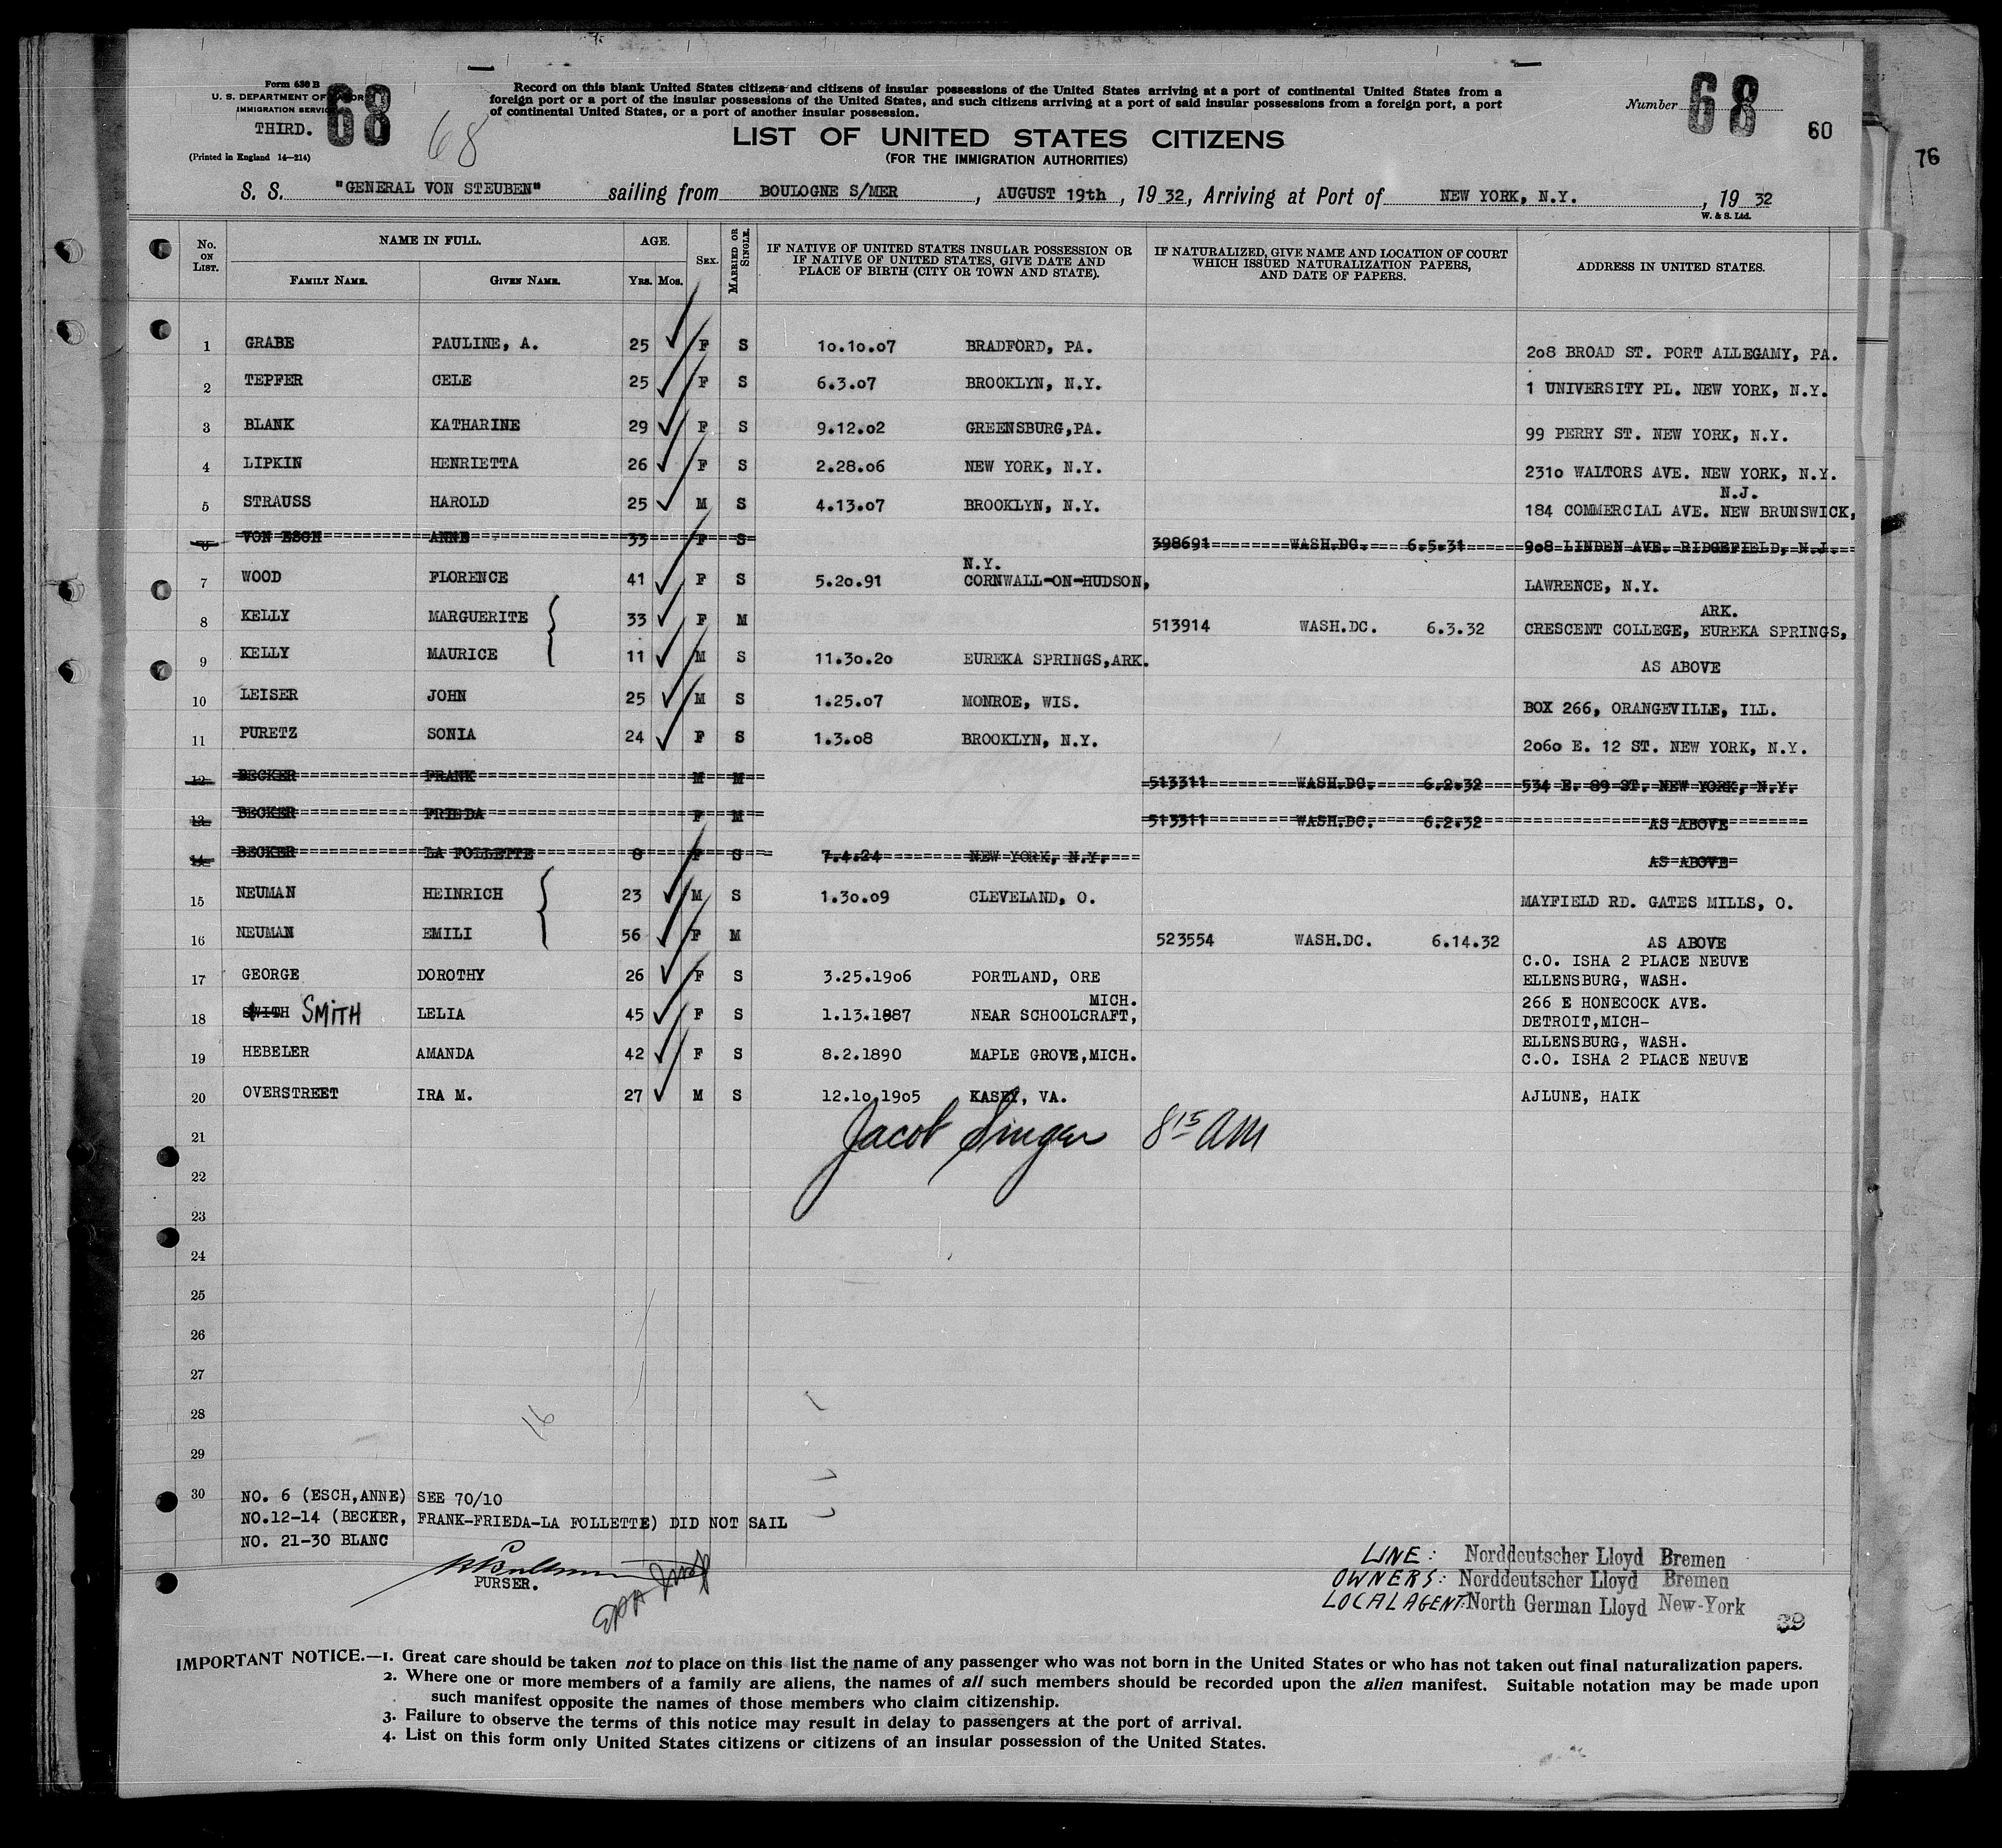 Form 630 B
U. S. DEPARTMENT OF LABOR
IMMIGRATION SERVICE
THIRD.
68
68
(Printed in England 14—214)
Record on this blank United States citizens and citizens of insular possessions of the United States arriving at a port of continental United States from a
foreign port or a port of the insular possessions of the United States, and such citizens arriving at a port of said insular possessions from a foreign port, a port
of continental United States, or a port of another insular possession.
LIST OF UNITED STATES CITIZENS
(FOR THE IMMIGRATION AUTHORITIES)
Number 68
60
76
S. S. "GENERAL VON STEUBEN" sailing from BOULOGNE S/MER, AUGUST 19th, 1932, Arriving at Port of NEW YORK, N.Y., 1932
W. & S. Ltd.
No. ON LIST. NAME IN FULL. FAMILY NAME. GIVEN NAME. AGE. YRS. MOS. SEX. MARRIED OR SINGLE. IF NATIVE OF UNITED STATES INSULAR POSSESSION OR IF NATIVE OF UNITED STATES, GIVE DATE AND PLACE OF BIRTH (CITY OR TOWN AND STATE). IF NATURALIZED, GIVE NAME AND LOCATION OF COURT WHICH ISSUED NATURALIZATION PAPERS, AND DATE OF PAPERS. ADDRESS IN UNITED STATES.
1 GRABE PAULINE, A. 25 F S 10.10.07 BRADFORD, PA. 208 BROAD ST. PORT ALLEGAMY, PA.
2 TEPFER CELE 25 F S 6.3.07 BROOKLYN, N.Y. 1 UNIVERSITY PL. NEW YORK, N.Y.
3 BLANK KATHARINE 29 F S 9.12.02 GREENSBURG,PA. 99 PERRY ST. NEW YORK, N.Y.
4 LIPKIN HENRIETTA 26 F S 2.28.06 NEW YORK, N.Y. 2310 WALTORS AVE. NEW YORK, N.Y.
N.J.
5 STRAUSS HAROLD 25 M S 4.13.07 BROOKLYN, N.Y. 184 COMMERCIAL AVE. NEW BRUNSWICK,
6 VON ESCH ANNE 33 F S 398691 WASH.DC. 6.5.31 908 LINDEN AVE. RIDGEFIELD, N.J.
N.Y.
7 WOOD FLORENCE 41 F S 5.20.91 CORNWALL-ON-HUDSON, LAWRENCE, N.Y.
ARK.
8 KELLY MARGUERITE 33 F M 513914 WASH.DC. 6.3.32 CRESCENT COLLEGE, EUREKA SPRINGS,
9 KELLY MAURICE 11 M S 11.30.20 EUREKA SPRINGS,ARK. AS ABOVE
10 LEISER JOHN 25 M S 1.25.07 MONROE, WIS. BOX 266, ORANGEVILLE, ILL.
11 PURETZ SONIA 24 F S 1.3.08 BROOKLYN, N.Y. 2060 E. 12 ST. NEW YORK, N.Y.
12 BECKER FRANK M M 513311 WASH.DC. 6.2.32 534 E. 89 ST. NEW YORK, N.Y.
13 BECKER FRIEDA F M 513311 WASH.DC. 6.2.32 AS ABOVE
14 BECKER LA FOLLETTE 8 F S 7.4.24 NEW YORK, N.Y. AS ABOVE
15 NEUMAN HEINRICH 23 M S 1.30.09 CLEVELAND, O. MAYFIELD RD. GATES MILLS, O.
16 NEUMAN EMILI 56 F M 523554 WASH.DC. 6.14.32 AS ABOVE
C.O. ISHA 2 PLACE NEUVE
17 GEORGE DOROTHY 26 F S 3.25.1906 PORTLAND, ORE ELLENSBURG, WASH.
MICH. 266 E HONECOCK AVE.
18 SWITH SMITH LELIA 45 F S 1.13.1887 NEAR SCHOOLCRAFT, DETROIT,MICH-
ELLENSBURG, WASH.
19 HEBELER AMANDA 42 F S 8.2.1890 MAPLE GROVE,MICH. C.O. ISHA 2 PLACE NEUVE
20 OVERSTREET IRA M. 27 M S 12.10.1905 KASEY, VA. AJLUNE, HAIK
21 Jacob Singer 8 15 AM
22
23
24
25
26
27
28
16
29
30 NO. 6 (ESCH,ANNE) SEE 70/10
NO.12-14 (BECKER, FRANK-FRIEDA-LA FOLLETTE) DID NOT SAIL
NO. 21-30 BLANC
PURSER.
LINE: Norddeutscher Lloyd Bremen
OWNERS: Norddeutscher Lloyd Bremen
LOCAL AGENT: North German Lloyd New-York
39
IMPORTANT NOTICE.—1. Great care should be taken not to place on this list the name of any passenger who was not born in the United States or who has not taken out final naturalization papers.
2. Where one or more members of a family are aliens, the names of all such members should be recorded upon the alien manifest. Suitable notation may be made upon
such manifest opposite the names of those members who claim citizenship.
3. Failure to observe the terms of this notice may result in delay to passengers at the port of arrival.
4. List on this form only United States citizens or citizens of an insular possession of the United States.